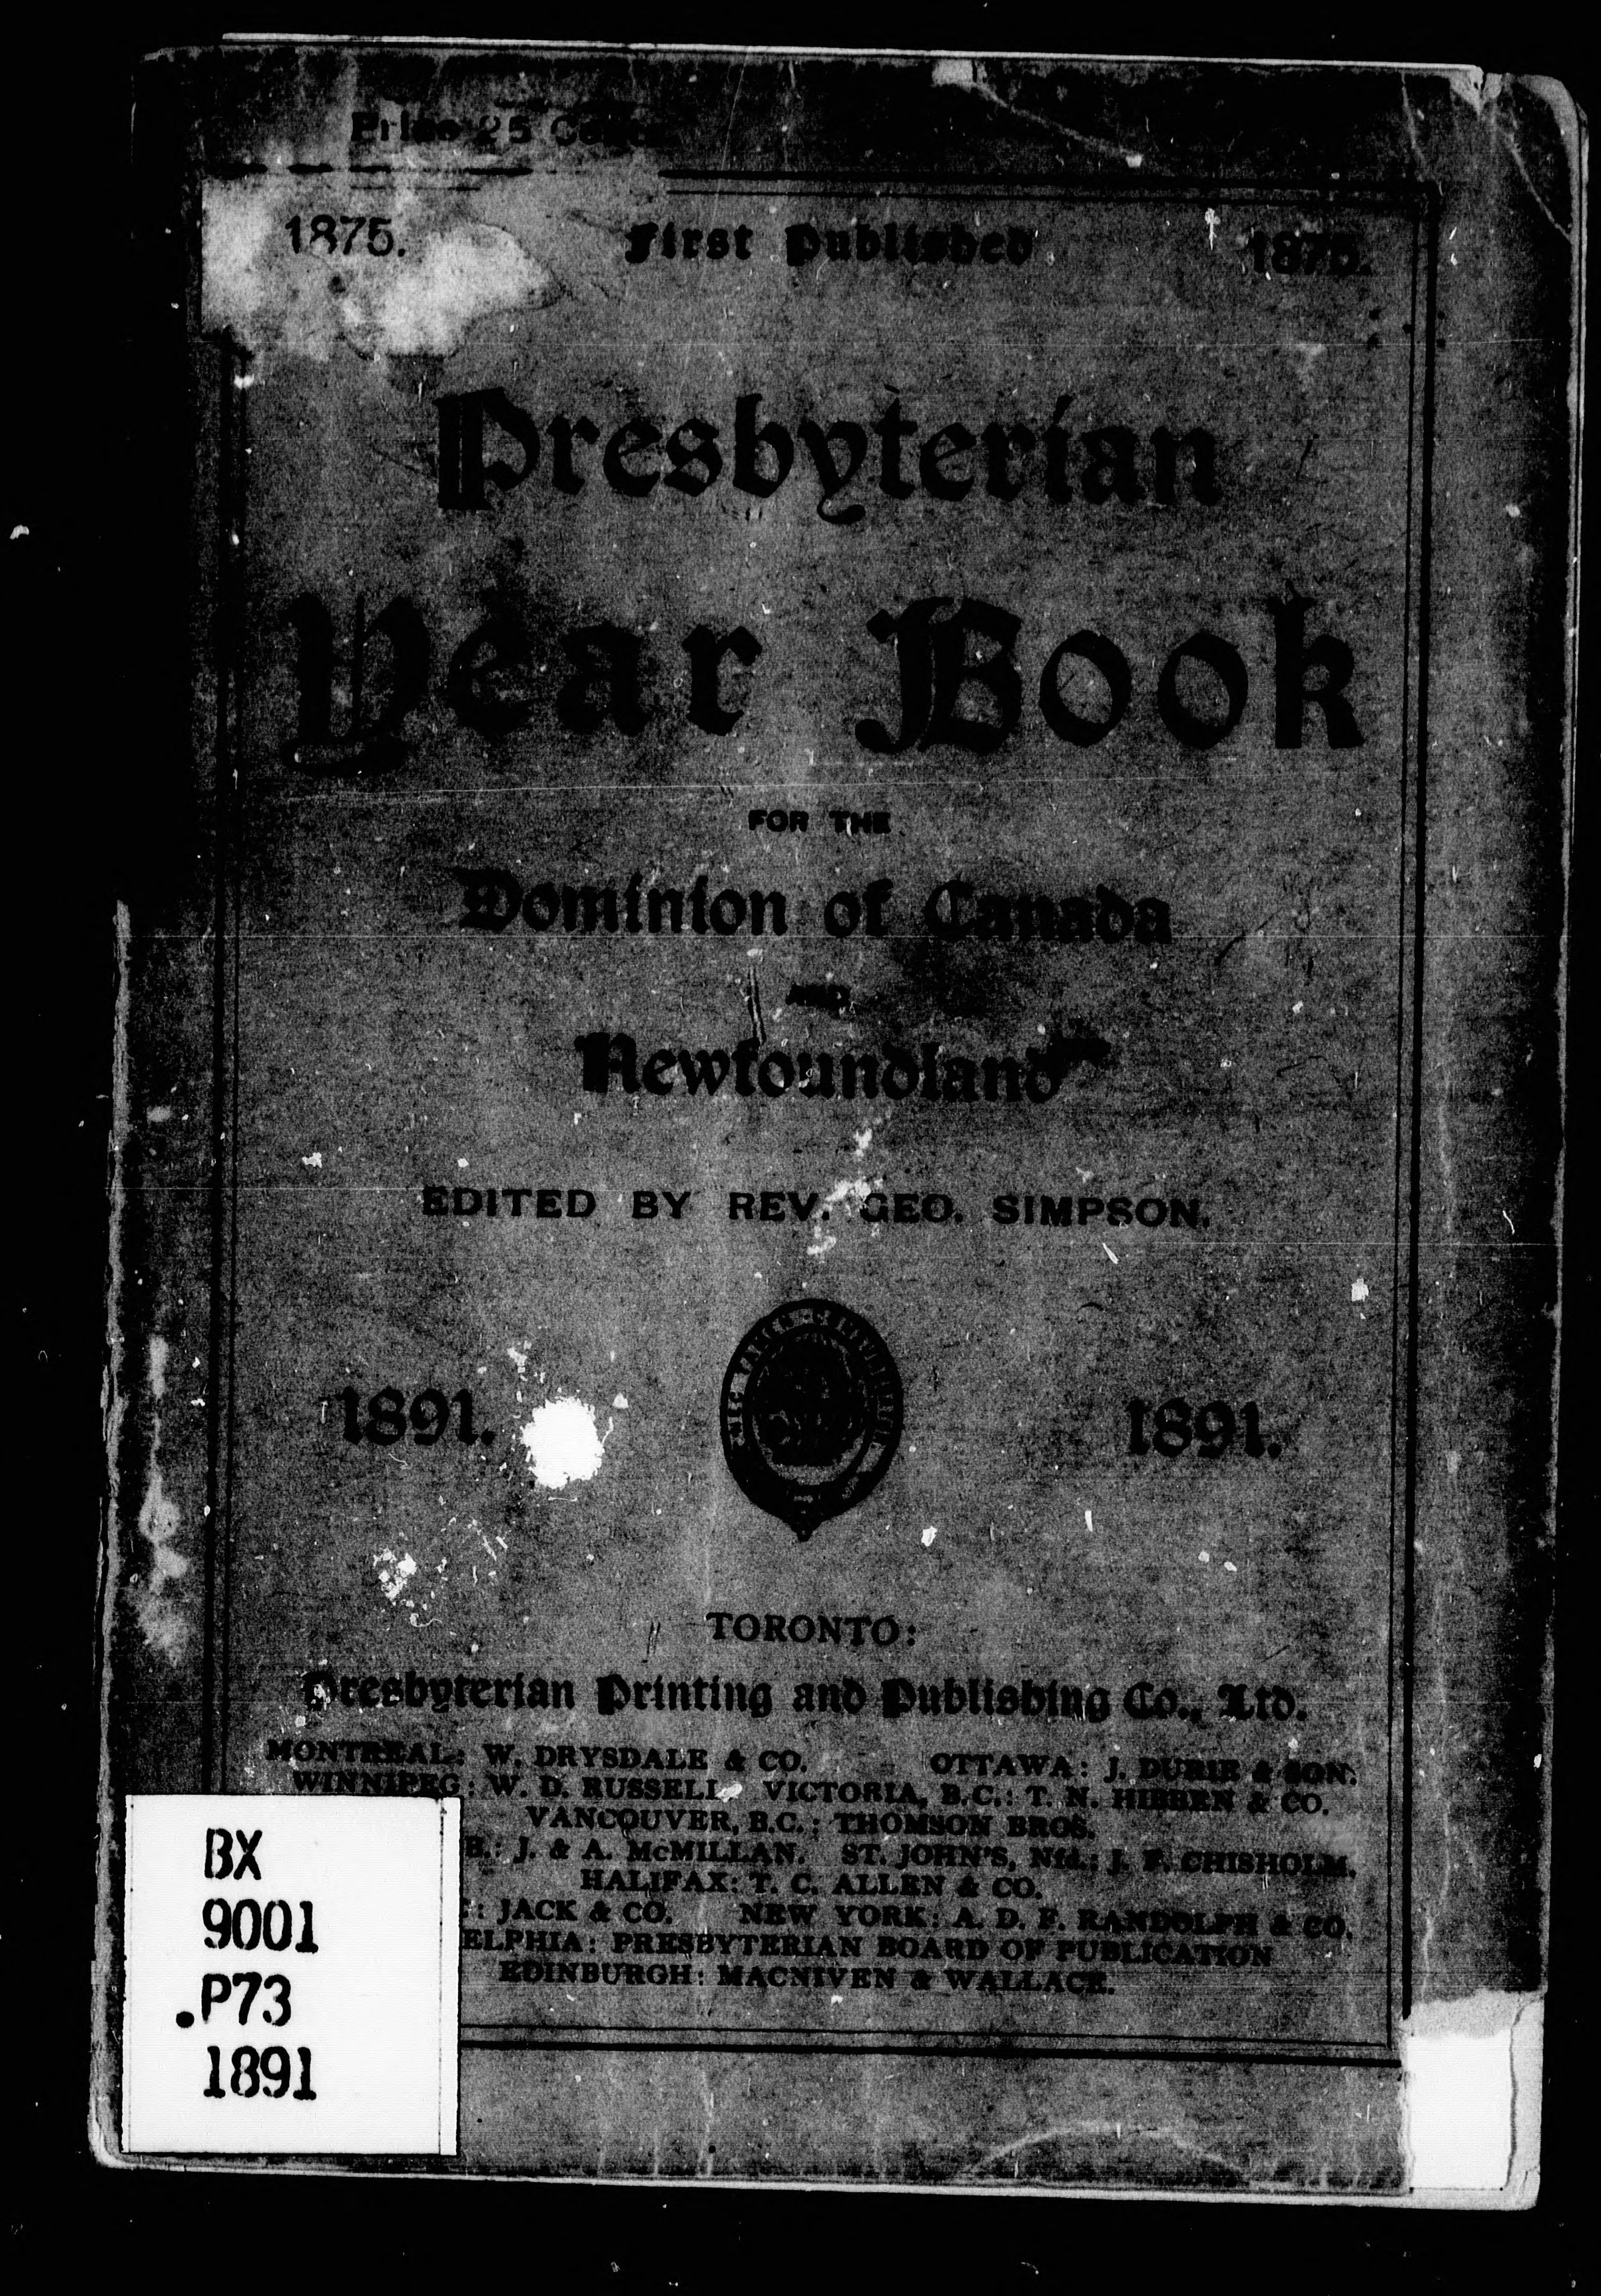 Price 25 Cents
1875. First Published 1875.
Presbyterian
Year Book
FOR THE
Dominion of Canada
AND
Newfoundland
EDITED BY REV. GEO. SIMPSON.
1891. 1891.
TORONTO:
Presbyterian Printing and Publishing Co., Ltd.
MONTREAL: W. DRYSDALE & CO. OTTAWA: J. DURIE & SON.
WINNIPEG: W. D. RUSSELL. VICTORIA, B.C.: T. N. HIBBEN & CO.
VANCOUVER, B.C.: THOMSON BROS.
B.: J. & A. McMILLAN. ST. JOHN'S, Nfd.: J. F. CHISHOLM.
HALIFAX: T. C. ALLEN & CO.
: JACK & CO. NEW YORK: A. D. F. RANDOLPH & CO.
ELPHIA: PRESBYTERIAN BOARD OF PUBLICATION
EDINBURGH: MACNIVEN & WALLACE.
BX
9001
.P73
1891